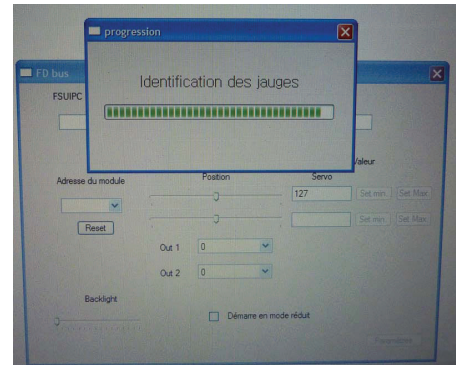 progression
Identification des jauges
FD bus
FSUIPC
Valeur
Adresse du module
Position
Servo
127
Set min.
Set Max
Reset
Set min.
Set Max
Out 1
0
Out 2
0
Backlight
Démarre en mode réduit